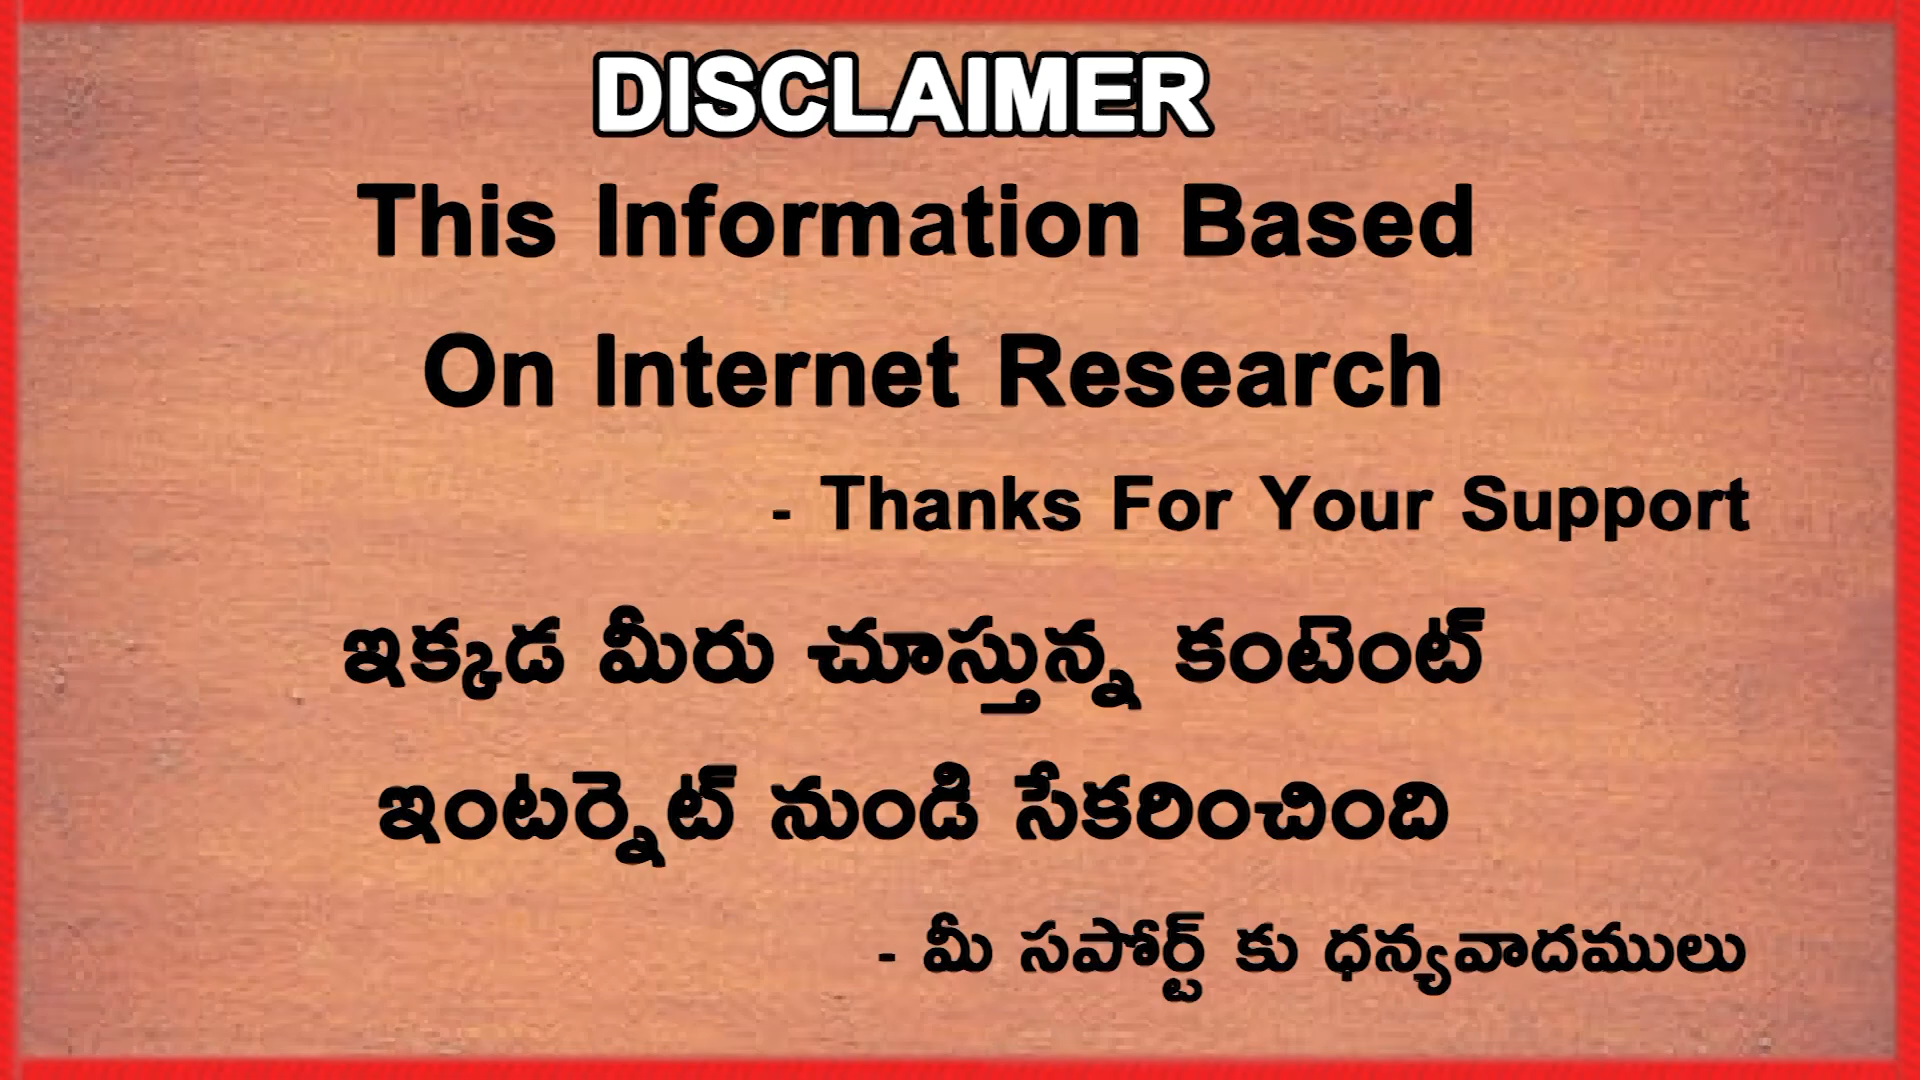 DISCLAIMER
This Information Based
On Internet Research
- Thanks For Your Support
ఇక్కడ మీరు చూస్తున్న కంటెంట్
ఇంటర్నెట్ నుండి సేకరించింది
- మీ సపోర్ట్ కు ధన్యవాదములు